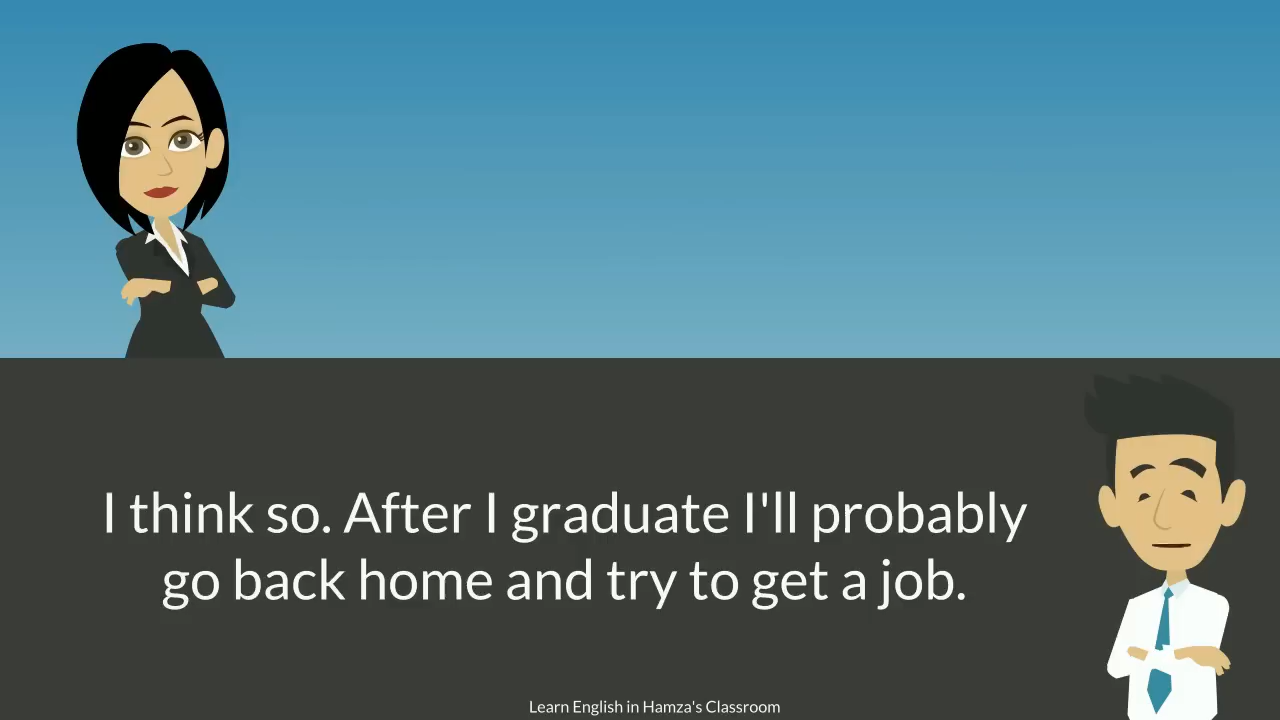 I think so. After I graduate I'll probably
go back home and try to get a job.
Learn English in Hamza's Classroom